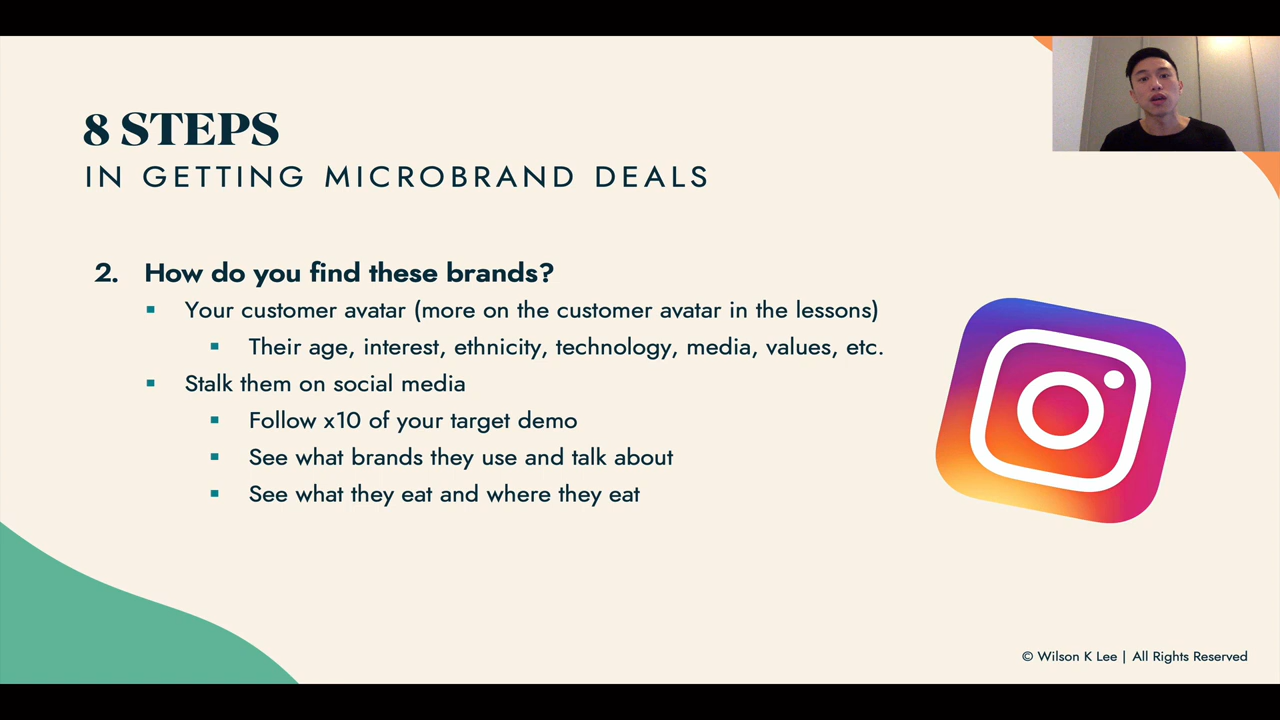 8 STEPS
IN GETTING MICROBRAND DEALS
2. How do you find these brands?
▪ Your customer avatar (more on the customer avatar in the lessons)
▪ Their age, interest, ethnicity, technology, media, values, etc.
▪ Stalk them on social media
▪ Follow x10 of your target demo
▪ See what brands they use and talk about
▪ See what they eat and where they eat
© Wilson K Lee | All Rights Reserved